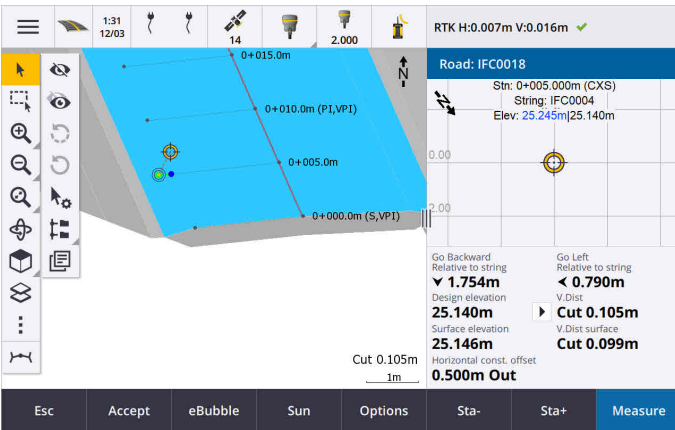 1:31
12/03
14
2.000
RTK H:0.007m V:0.016m
Road: IFC0018
0+015.0m
0+010.0m (PI,VPI)
0+005.0m
0+000.0m (S,VPI)
N
Cut 0.105m
1m
Stn: 0+005.000m (CXS)
String: IFC0004
Elev: 25.245m|25.140m
N
0.00
2.00
Go Backward
Relative to string
1.754m
Go Left
Relative to string
0.790m
Design elevation
25.140m
V.Dist
Cut 0.105m
Surface elevation
25.146m
V.Dist surface
Cut 0.099m
Horizontal const. offset
0.500m Out
Esc
Accept
eBubble
Sun
Options
Sta-
Sta+
Measure